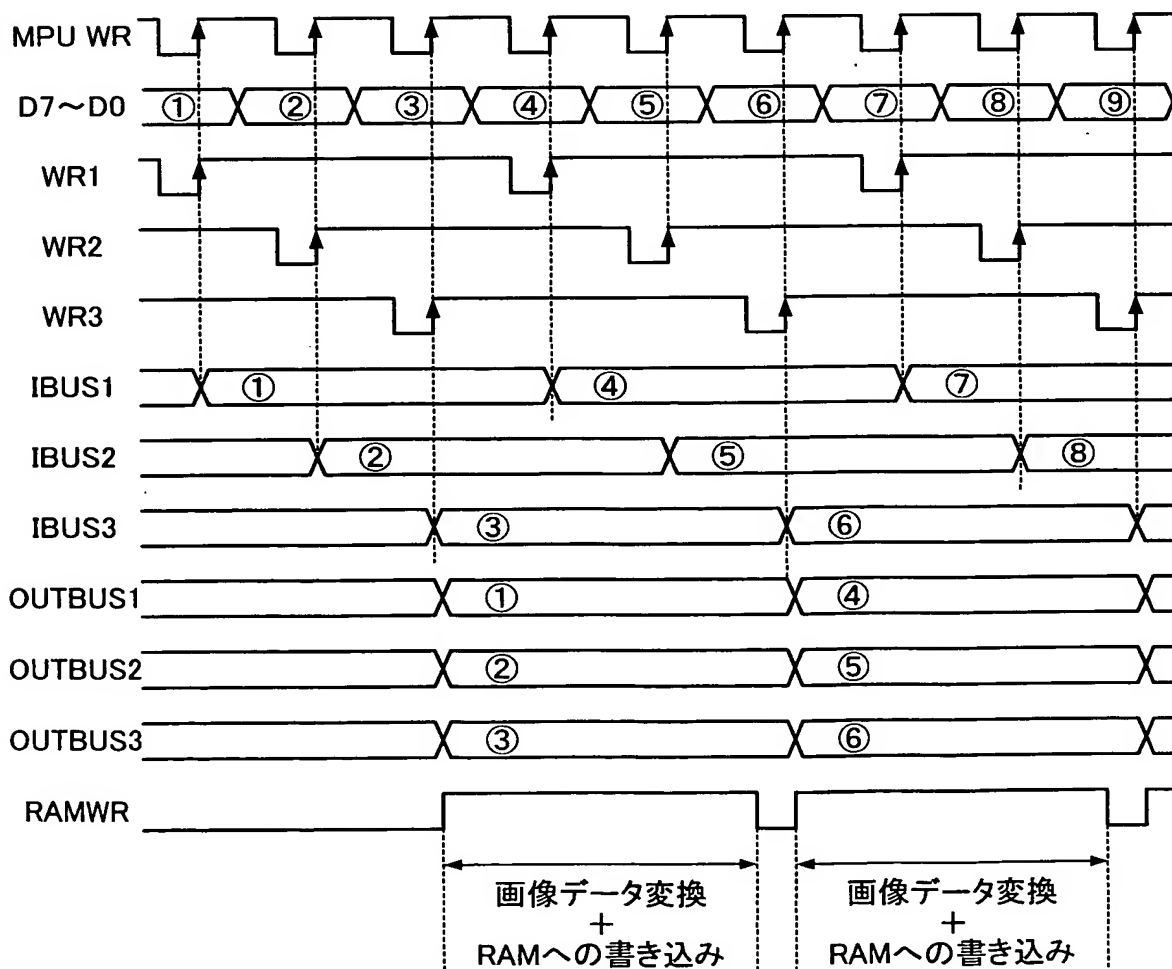 MPU WR
D7～D0 ① ② ③ ④ ⑤ ⑥ ⑦ ⑧ ⑨
WR1
WR2
WR3
IBUS1 ① ④ ⑦
IBUS2 ② ⑤ ⑧
IBUS3 ③ ⑥
OUTBUS1 ① ④
OUTBUS2 ② ⑤
OUTBUS3 ③ ⑥
RAMWR
画像データ変換 画像データ変換
+ +
RAMへの書き込み RAMへの書き込み